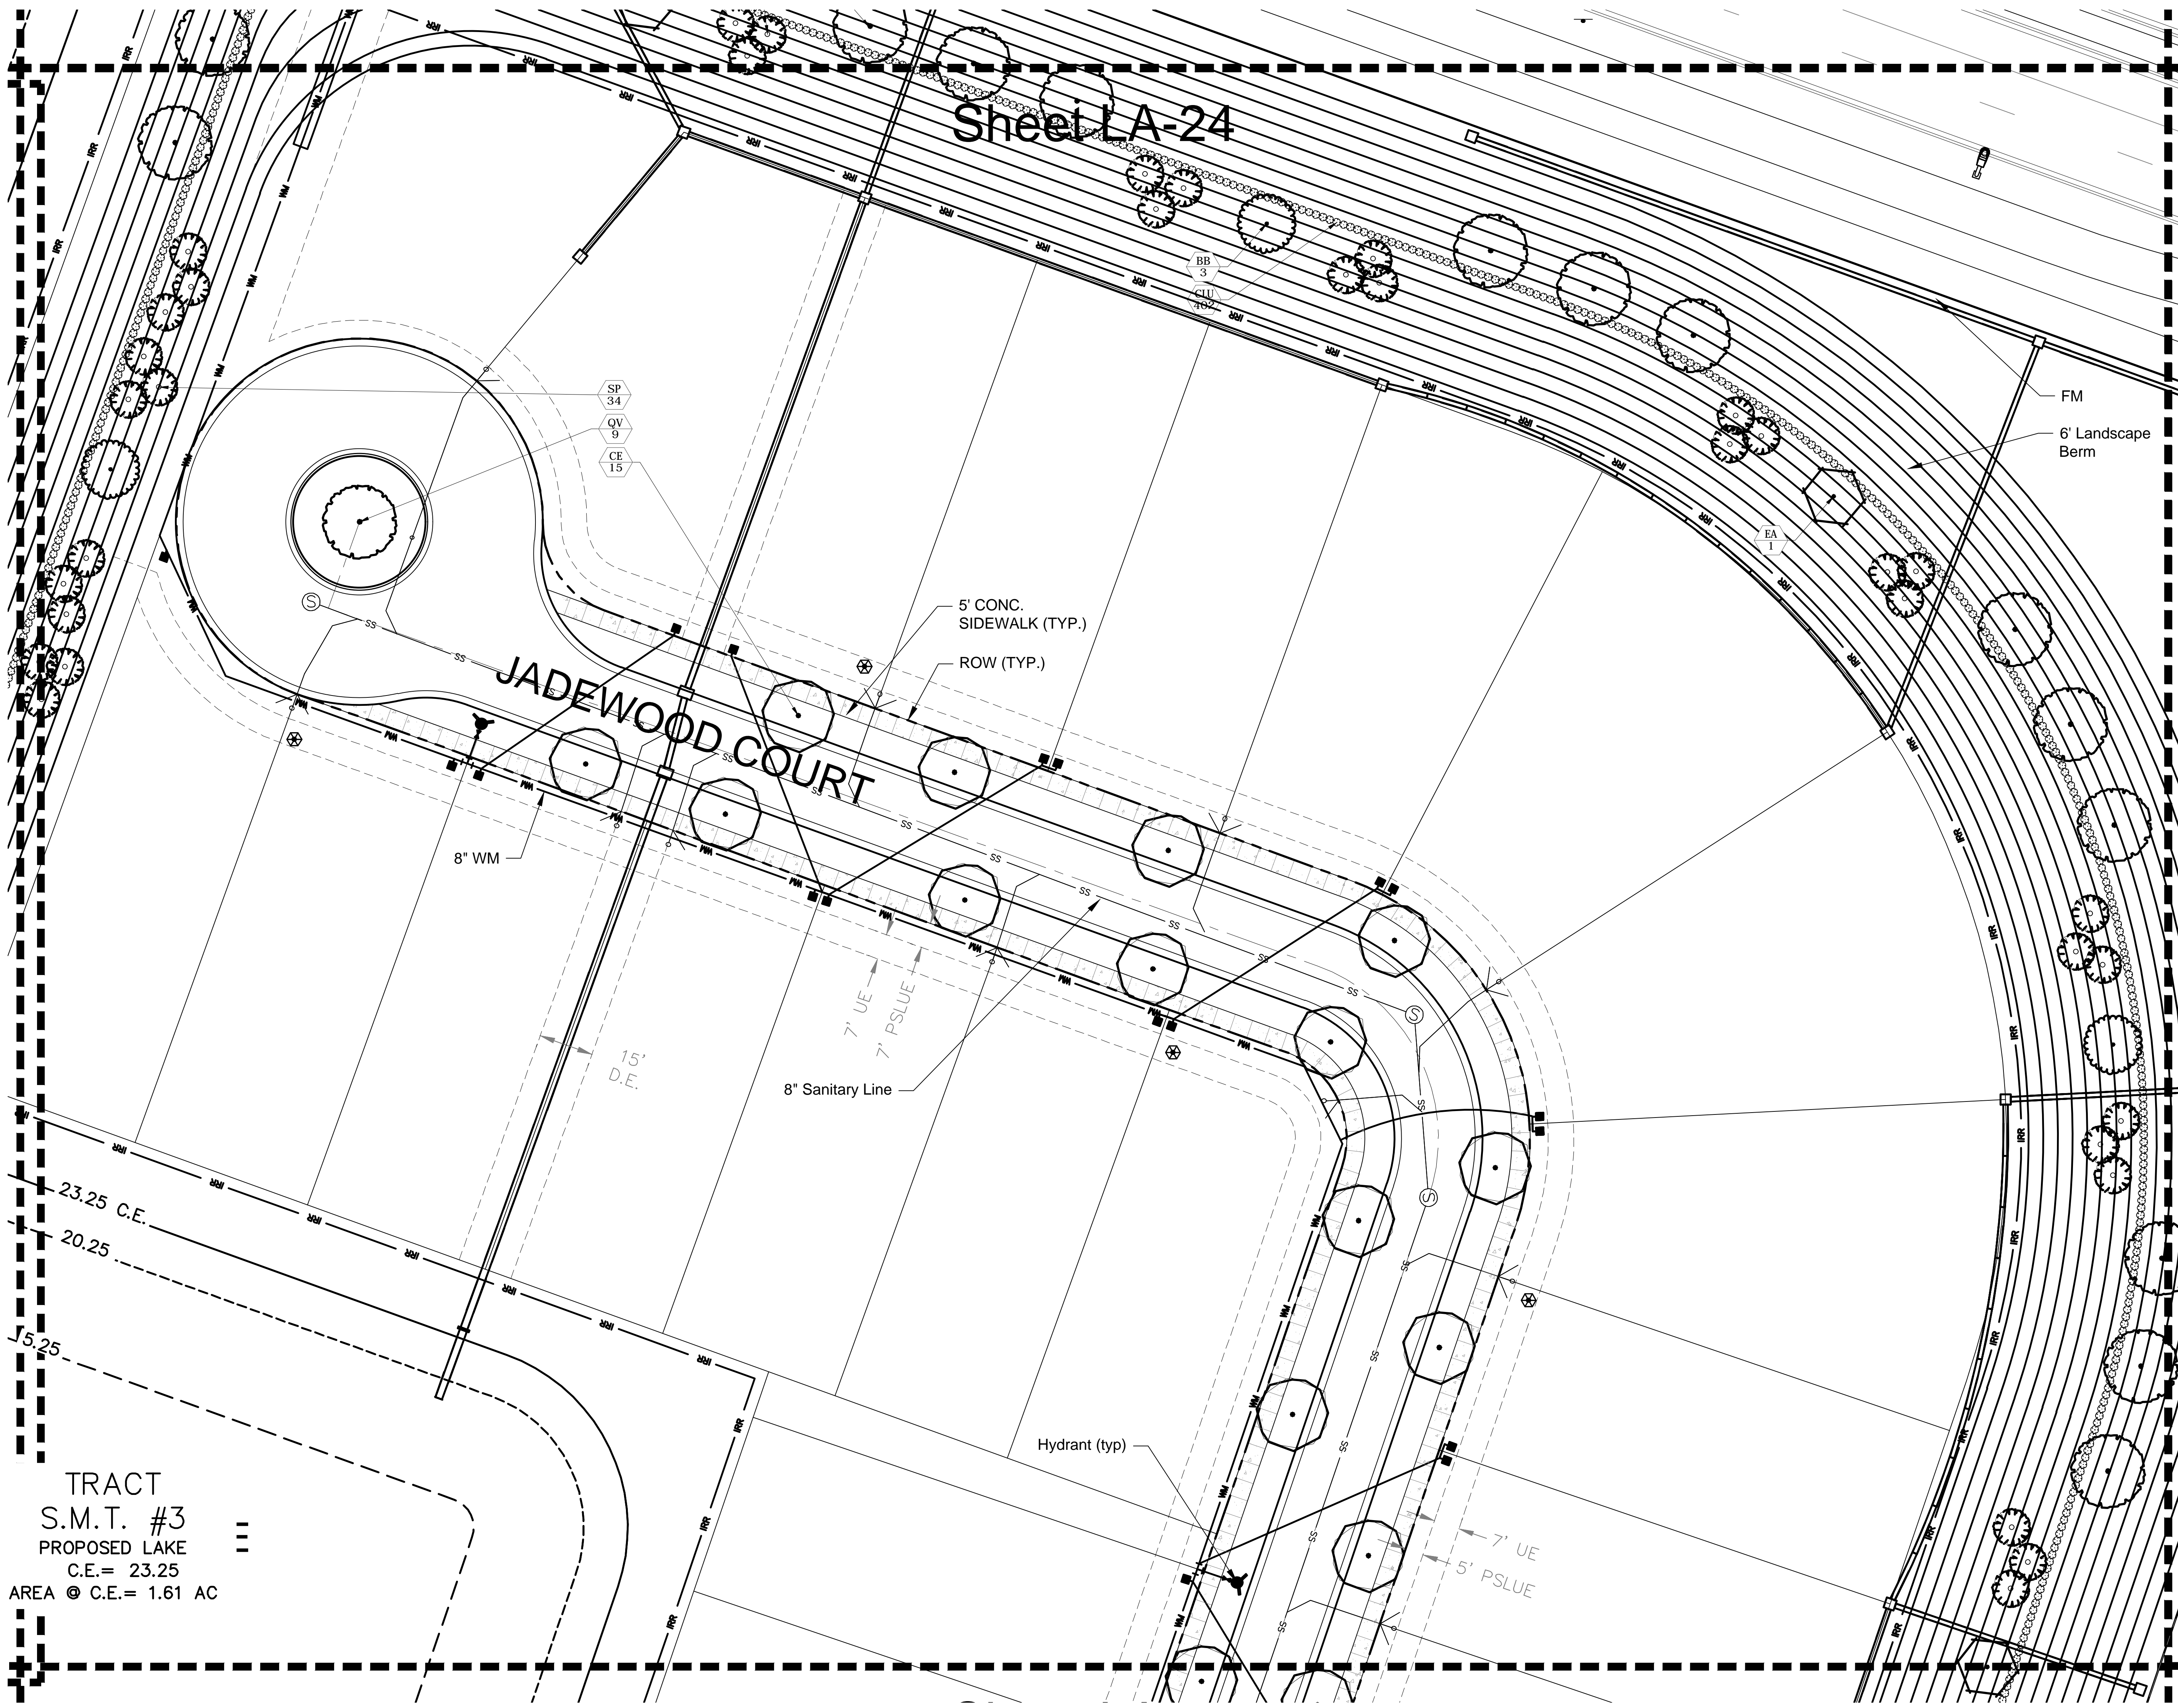 Sheet LA-24
BB
3
CLU
402
FM
6' Landscape
Berm
SP
34
QV
9
CE
15
EA
1
5' CONC.
SIDEWALK (TYP.)
ROW (TYP.)
JADEWOOD COURT
8" WM
7' UE
7' PSLUE
15'
D.E.
8" Sanitary Line
23.25 C.E.
20.25
5.25
Hydrant (typ)
7' UE
5' PSLUE
TRACT
S.M.T. #3
PROPOSED LAKE
C.E.= 23.25
AREA @ C.E.= 1.61 AC
IRR
WM
SS
S